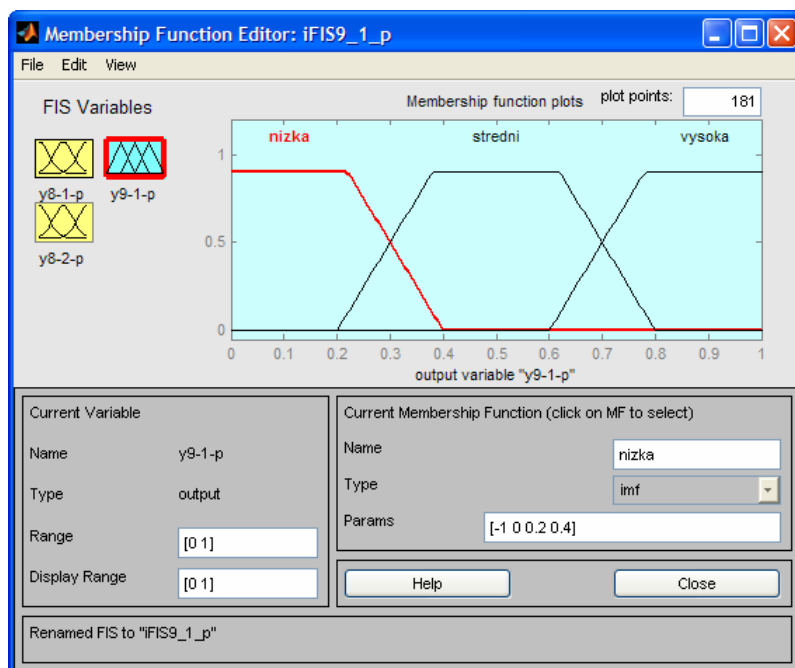 Membership Function Editor: iFIS9_1_p
File Edit View
FIS Variables
Membership function plots plot points: 181
y8-1-p y9-1-p
y8-2-p
nizka stredni vysoka
1
0.5
0
0 0.1 0.2 0.3 0.4 0.5 0.6 0.7 0.8 0.9 1
output variable "y9-1-p"
Current Variable
Name y9-1-p
Type output
Range [0 1]
Display Range [0 1]
Current Membership Function (click on MF to select)
Name nizka
Type imf
Params [-1 0 0.2 0.4]
Help Close
Renamed FIS to "iFIS9_1_p"